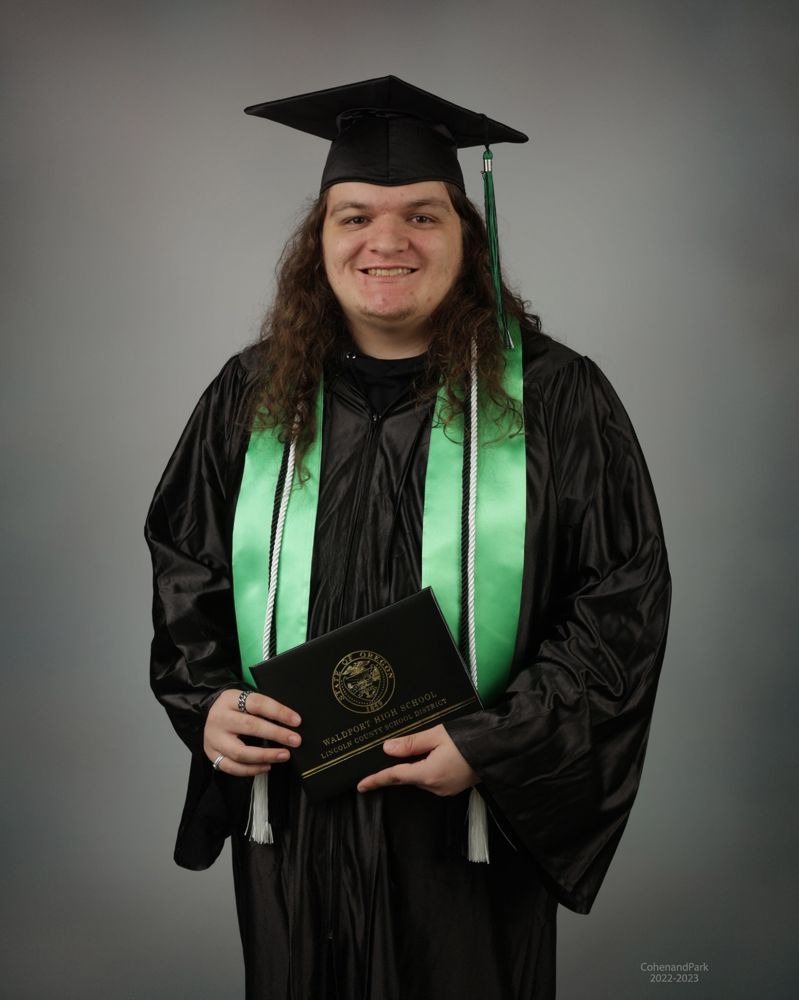 STATE OF OREGON
1859
WALDPORT HIGH SCHOOL
LINCOLN COUNTY SCHOOL DISTRICT
CohenandPark
2022-2023